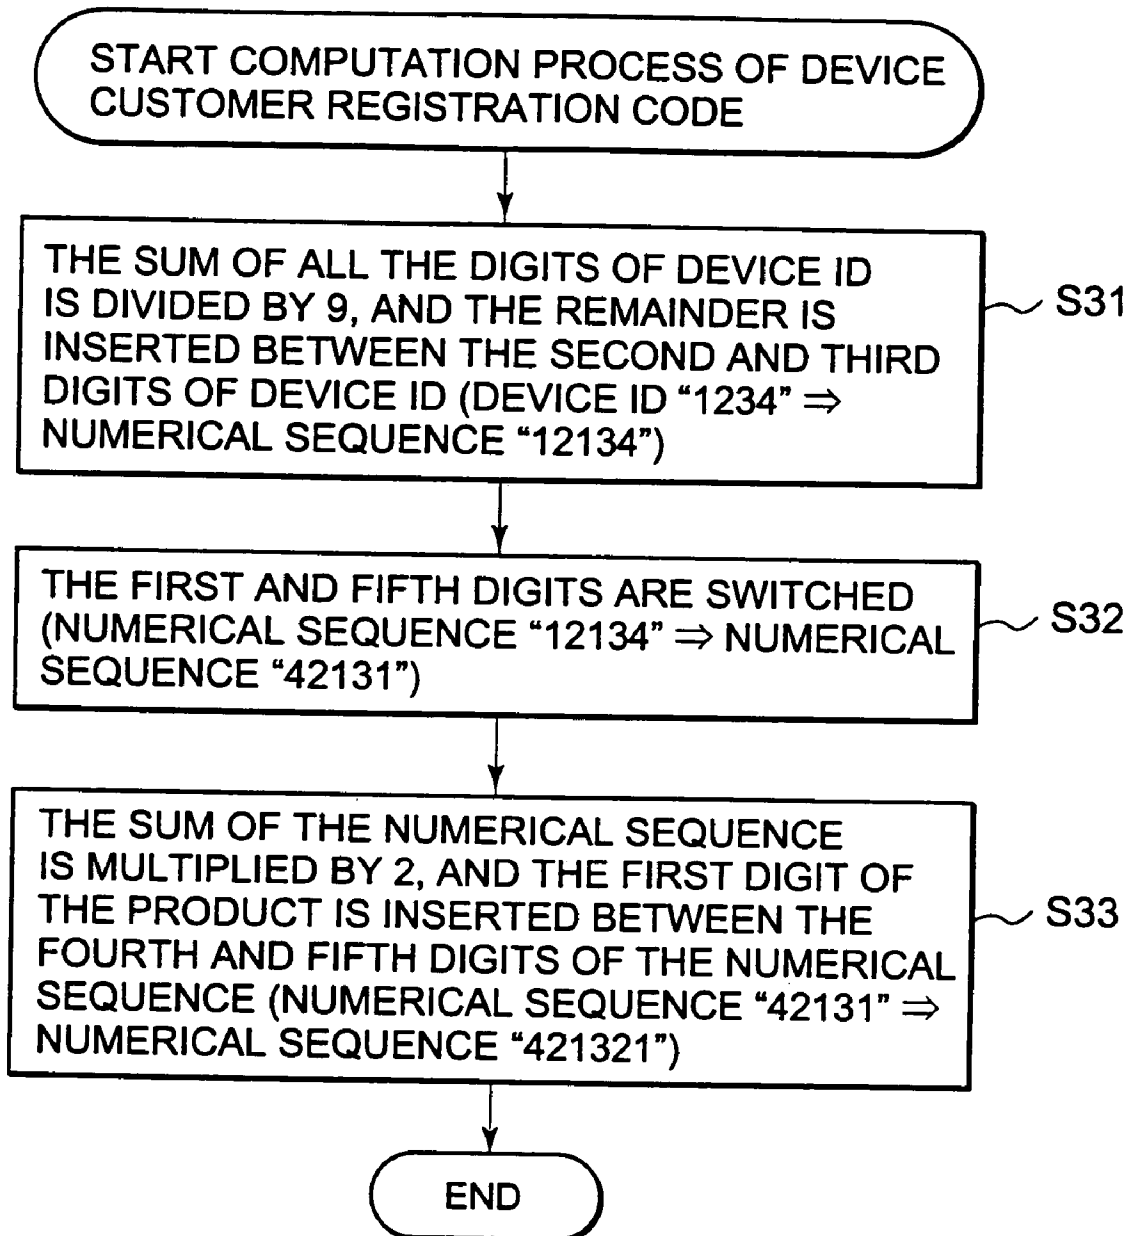 START COMPUTATION PROCESS OF DEVICE
CUSTOMER REGISTRATION CODE
THE SUM OF ALL THE DIGITS OF DEVICE ID
IS DIVIDED BY 9, AND THE REMAINDER IS
INSERTED BETWEEN THE SECOND AND THIRD
DIGITS OF DEVICE ID (DEVICE ID “1234” ⇒
NUMERICAL SEQUENCE “12134”)
S31
THE FIRST AND FIFTH DIGITS ARE SWITCHED
(NUMERICAL SEQUENCE “12134” ⇒ NUMERICAL
SEQUENCE “42131”)
S32
THE SUM OF THE NUMERICAL SEQUENCE
IS MULTIPLIED BY 2, AND THE FIRST DIGIT OF
THE PRODUCT IS INSERTED BETWEEN THE
FOURTH AND FIFTH DIGITS OF THE NUMERICAL
SEQUENCE (NUMERICAL SEQUENCE “42131” ⇒
NUMERICAL SEQUENCE “421321”)
S33
END